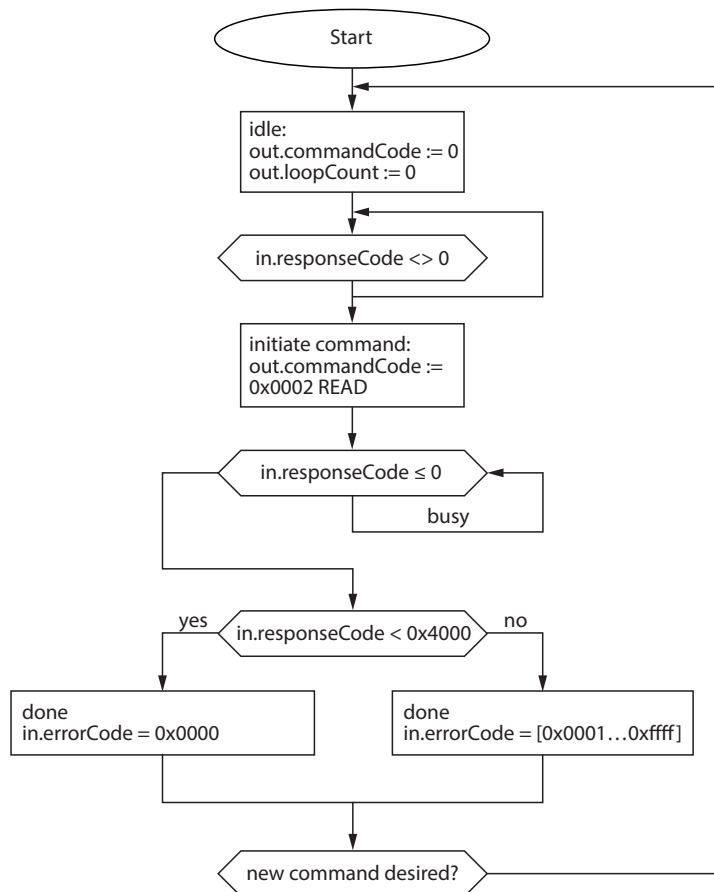 Start
idle:
out.commandCode := 0
out.loopCount := 0
in.responseCode <> 0
initiate command:
out.commandCode :=
0x0002 READ
in.responseCode ≤ 0
busy
yes
in.responseCode < 0x4000
no
done
in.errorCode = 0x0000
done
in.errorCode = [0x0001…0xffff]
new command desired?